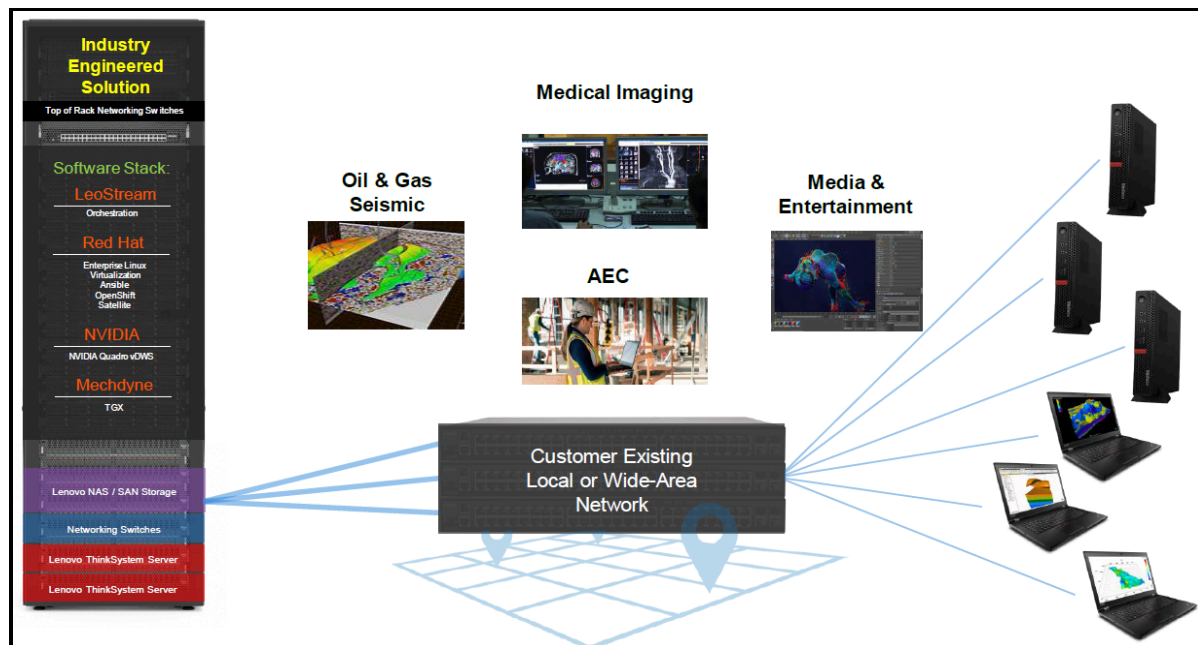 Industry
Engineered
Solution
Top of Rack Networking Switches
Software Stack:
LeoStream
Orchestration
Red Hat
Enterprise Linux
Virtualization
Ansible
OpenShift
Satellite
NVIDIA
NVIDIA Quadro vDWS
Mechdyne
TGX
Lenovo NAS / SAN Storage
Networking Switches
Lenovo ThinkSystem Server
Lenovo ThinkSystem Server
Oil & Gas
Seismic
Medical Imaging
AEC
Media &
Entertainment
Customer Existing
Local or Wide-Area
Network